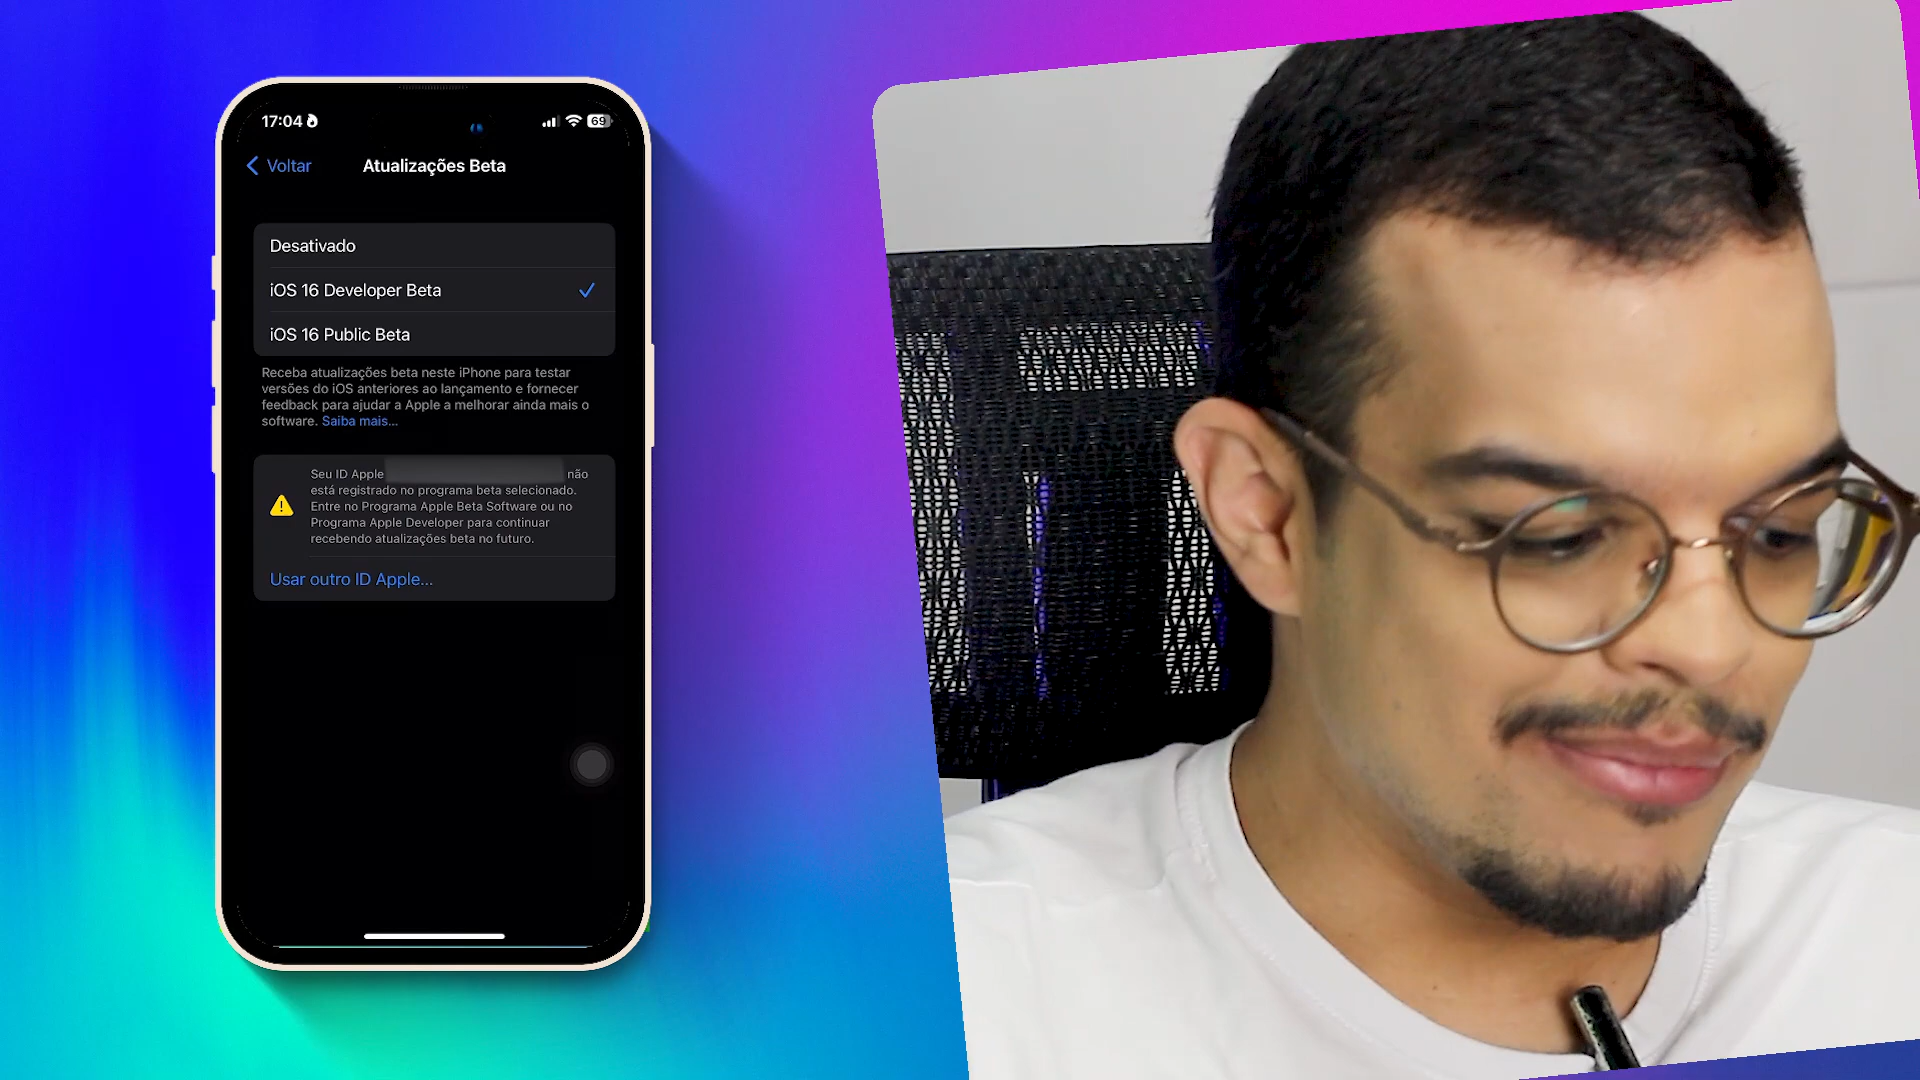 17:04
69
Voltar
Atualizações Beta
Desativado
iOS 16 Developer Beta
iOS 16 Public Beta
Receba atualizações beta neste iPhone para testar
versões do iOS anteriores ao lançamento e fornecer
feedback para ajudar a Apple a melhorar ainda mais o
software. Saiba mais...
Seu ID Apple não
está registrado no programa beta selecionado.
Entre no Programa Apple Beta Software ou no
Programa Apple Developer para continuar
recebendo atualizações beta no futuro.
Usar outro ID Apple...